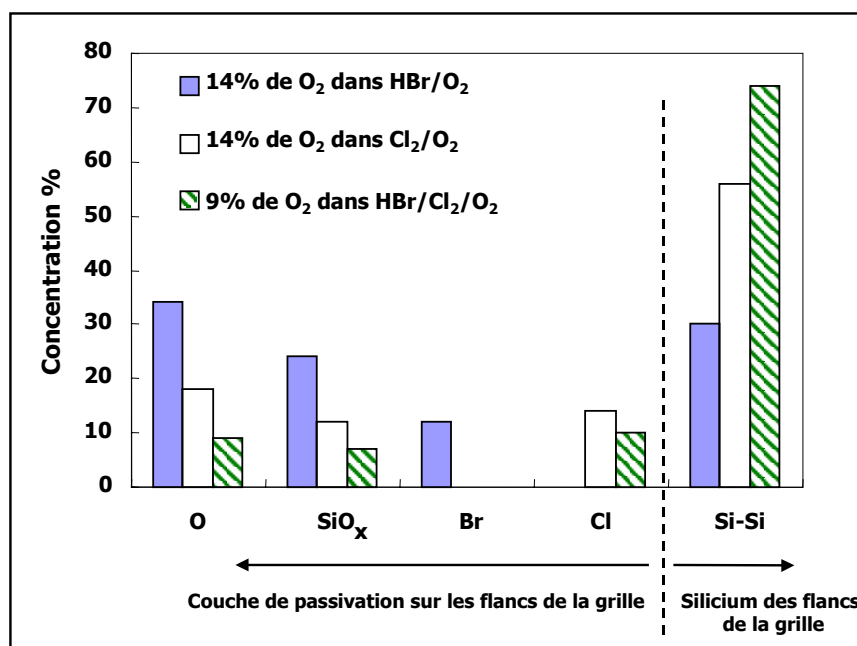 80
70
60
50
40
30
20
10
0
Concentration %
14% de O₂ dans HBr/O₂
14% de O₂ dans Cl₂/O₂
9% de O₂ dans HBr/Cl₂/O₂
O SiOₓ Br Cl Si-Si
Couche de passivation sur les flancs de la grille
Silicium des flancs
de la grille